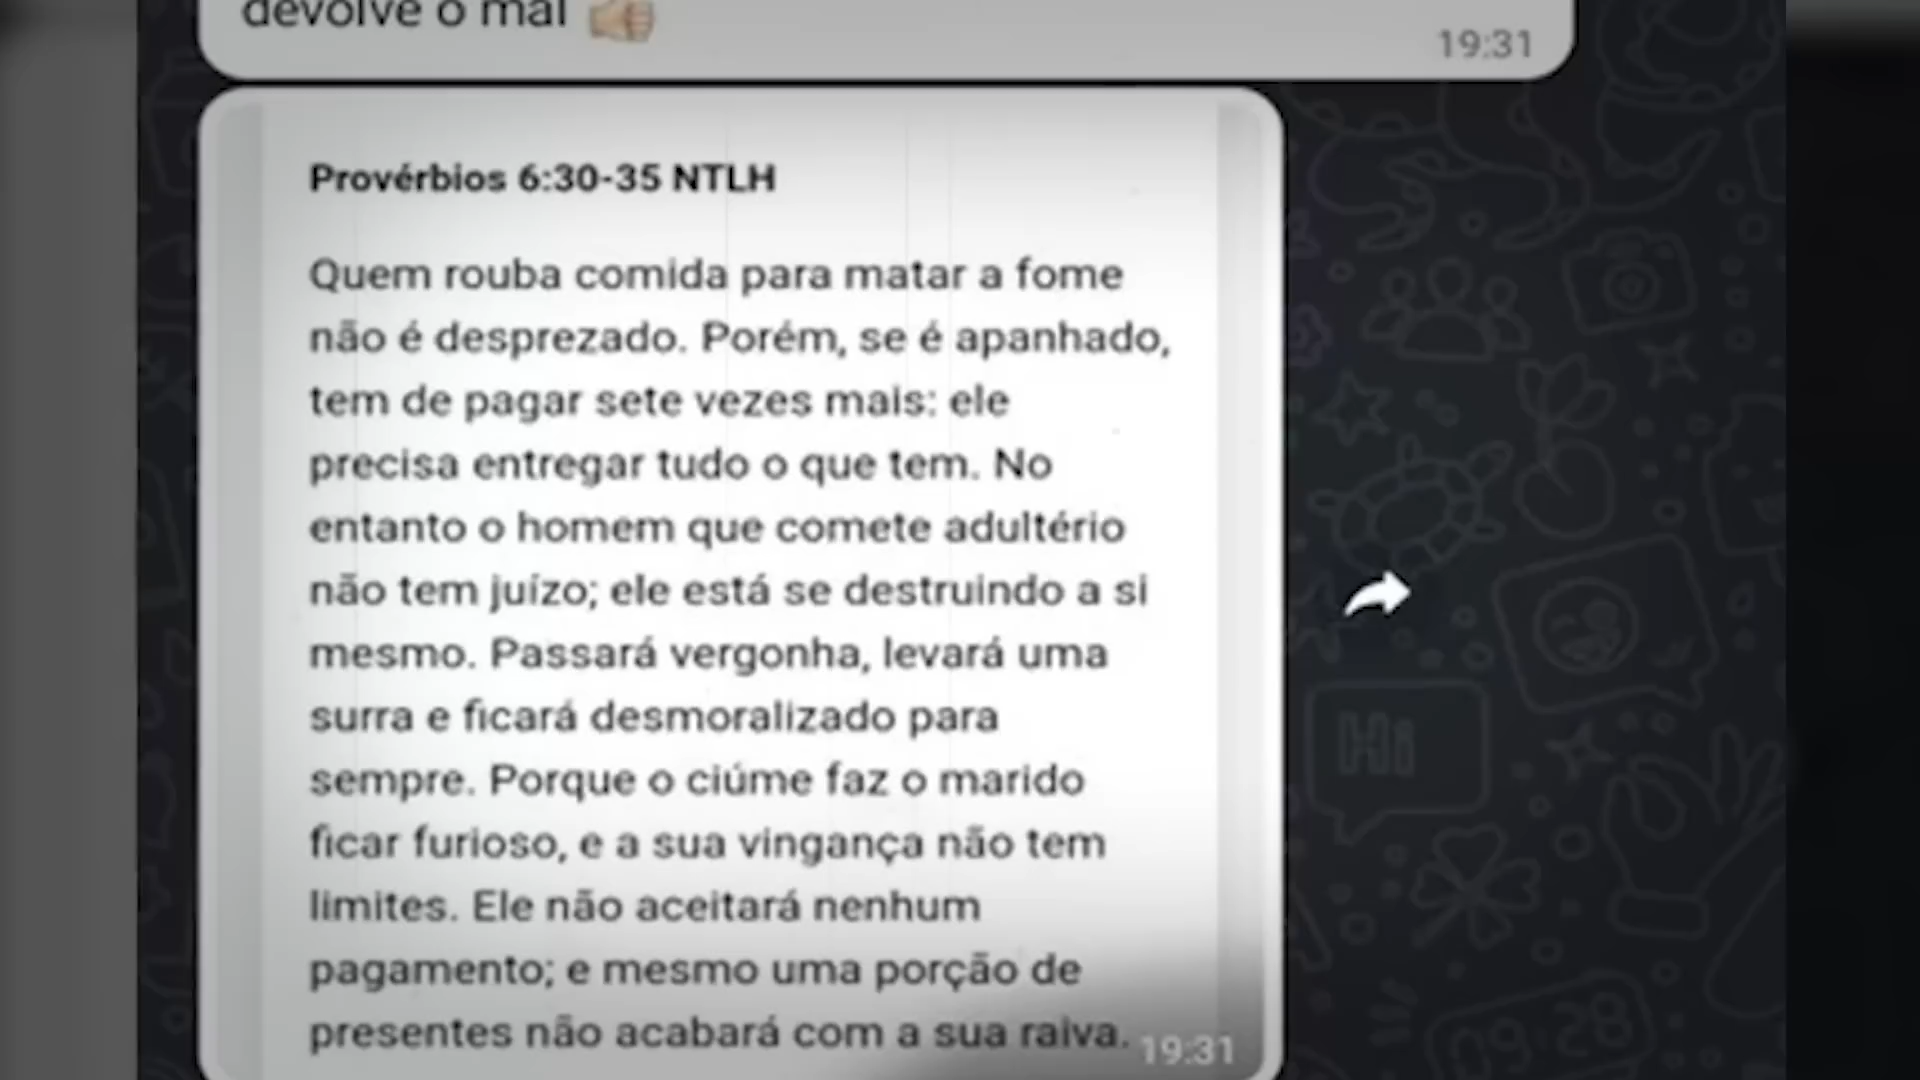 devolve o mal 👍🏼
19:31
Provérbios 6:30-35 NTLH
Quem rouba comida para matar a fome
não é desprezado. Porém, se é apanhado,
tem de pagar sete vezes mais: ele
precisa entregar tudo o que tem. No
entanto o homem que comete adultério
não tem juízo; ele está se destruindo a si
mesmo. Passará vergonha, levará uma
surra e ficará desmoralizado para
sempre. Porque o ciúme faz o marido
ficar furioso, e a sua vingança não tem
limites. Ele não aceitará nenhum
pagamento; e mesmo uma porção de
presentes não acabará com a sua raiva.
19:31
Hi
09:28